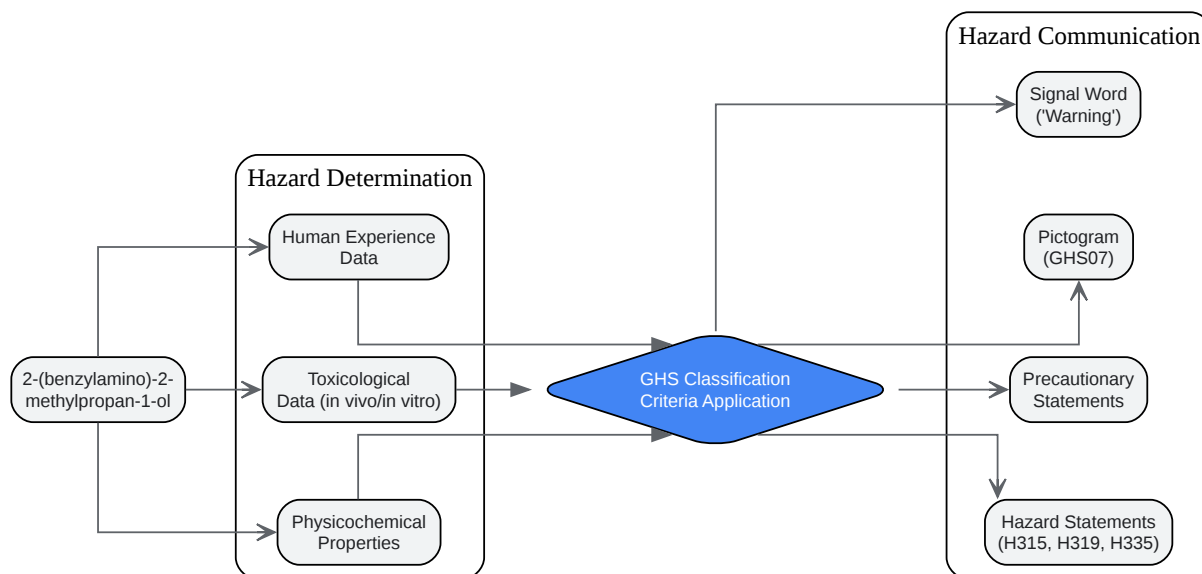 Hazard Communication
Signal Word
('Warning')
Hazard Determination
Human Experience
Data
Pictogram
(GHS07)
2-(benzylamino)-2-
methylpropan-1-ol
Toxicological
Data (in vivo/in vitro)
GHS Classification
Criteria Application
Precautionary
Statements
Physicochemical
Properties
Hazard Statements
(H315, H319, H335)